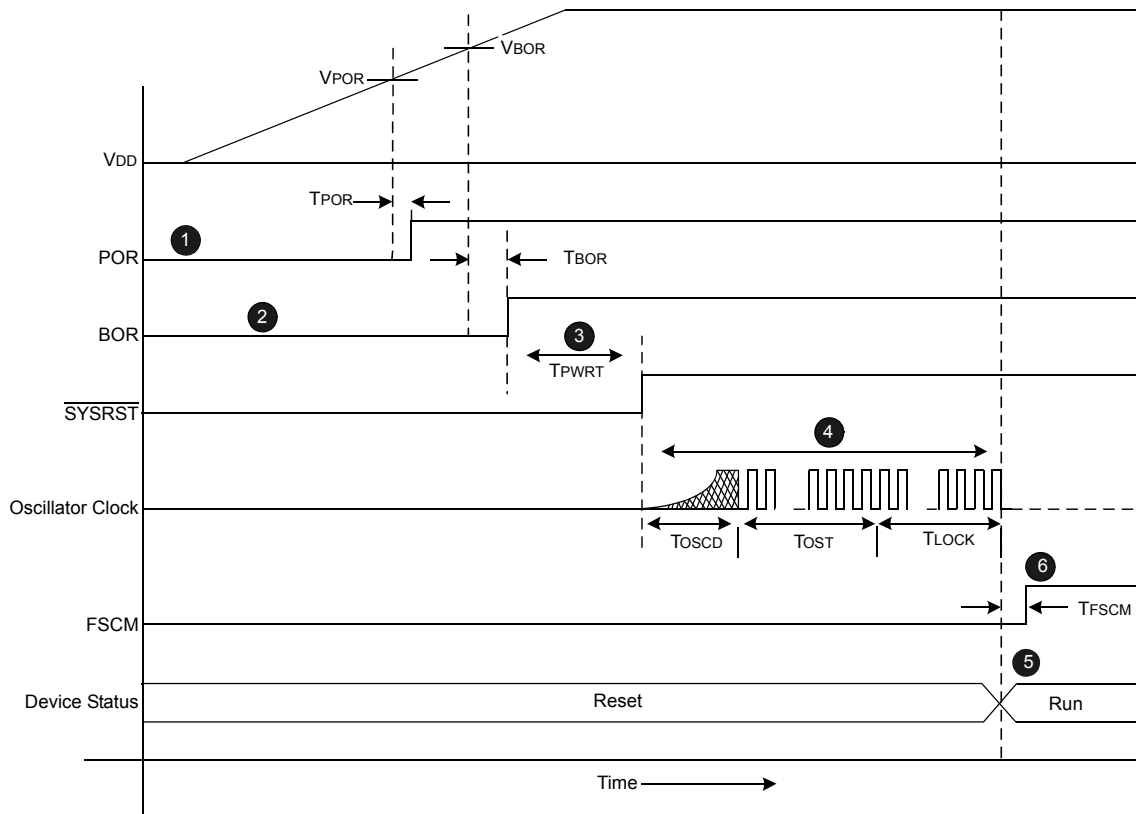 VBOR
VPOR
VDD
TPOR
1
POR
TBOR
2
BOR
3
TPWRT
SYSRST
4
Oscillator Clock
TOSCD
TOST
TLOCK
6
FSCM
TFSCM
5
Device Status
Reset
Run
Time